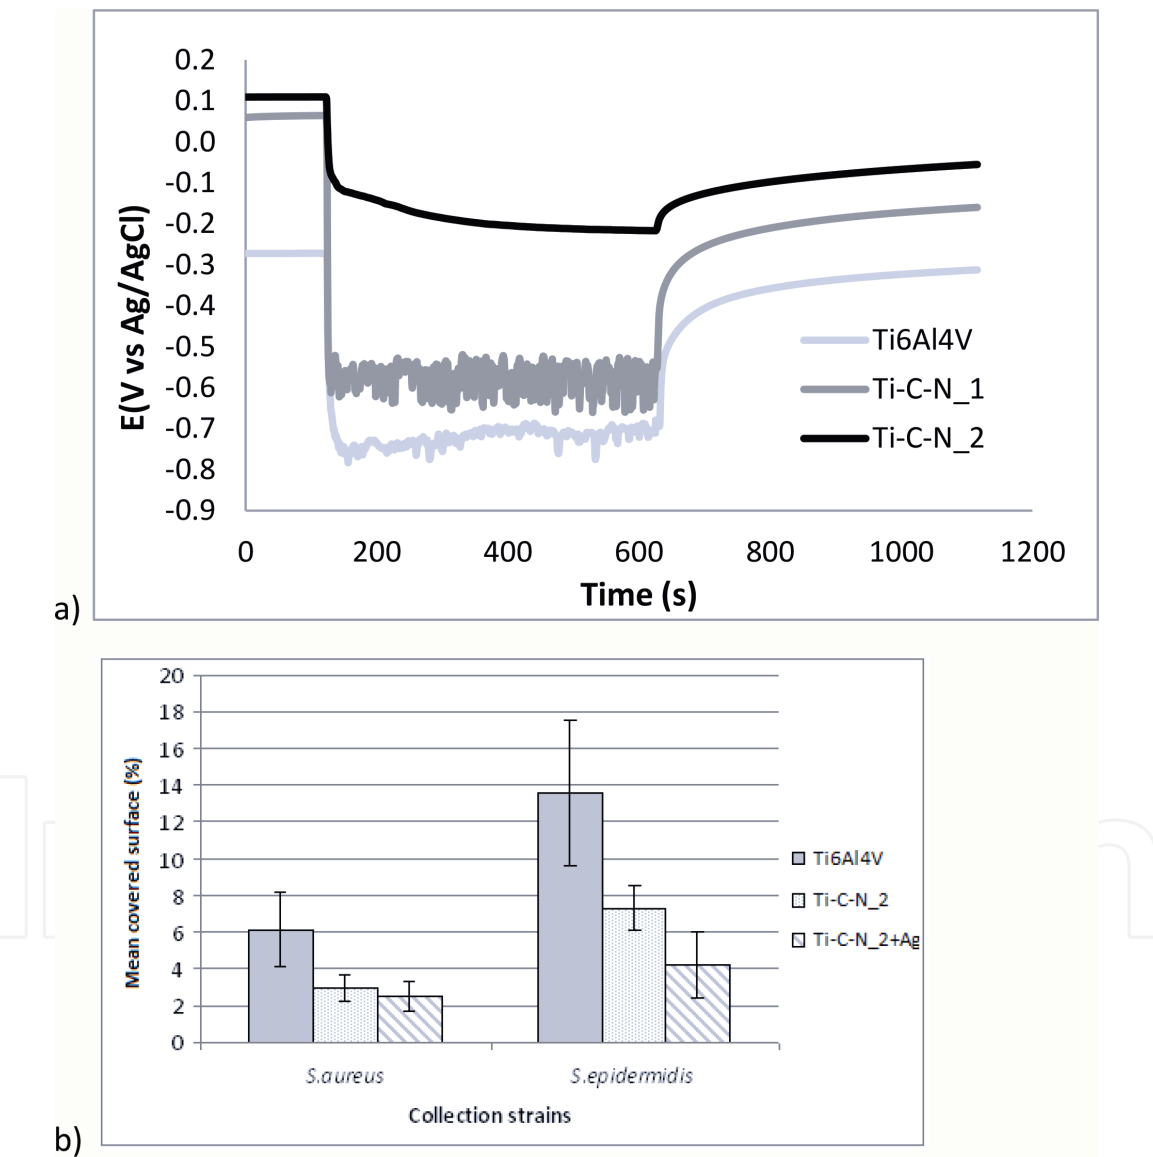 0.2
0.1
0.0
-0.1
-0.2
-0.3
-0.4
-0.5
-0.6
-0.7
-0.8
-0.9
E(V vs Ag/AgCl)
0 200 400 600 800 1000 1200
Time (s)
Ti6Al4V
Ti-C-N_1
Ti-C-N_2
a)
20
18
16
14
12
10
8
6
4
2
0
Mean covered surface (%)
S.aureus S.epidermidis
Collection strains
Ti6Al4V
Ti-C-N_2
Ti-C-N_2+Ag
b)